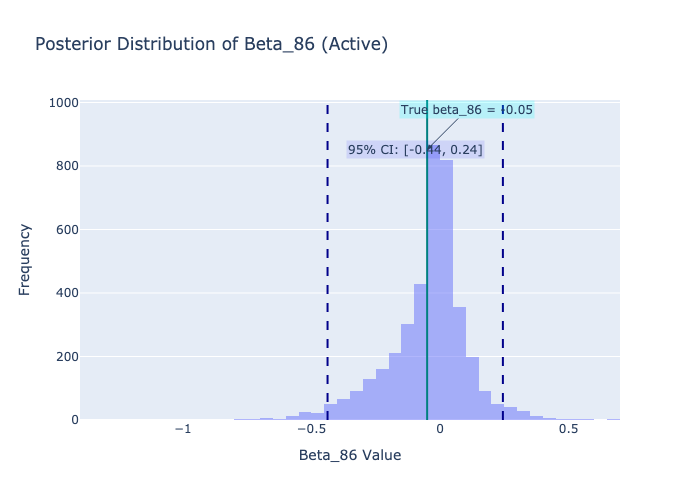 Posterior Distribution of Beta_86 (Active)
1000
800
600
400
200
0
Frequency
True beta_86 = -0.05
95% CI: [-0.44, 0.24]
−1
−0.5
0
0.5
Beta_86 Value